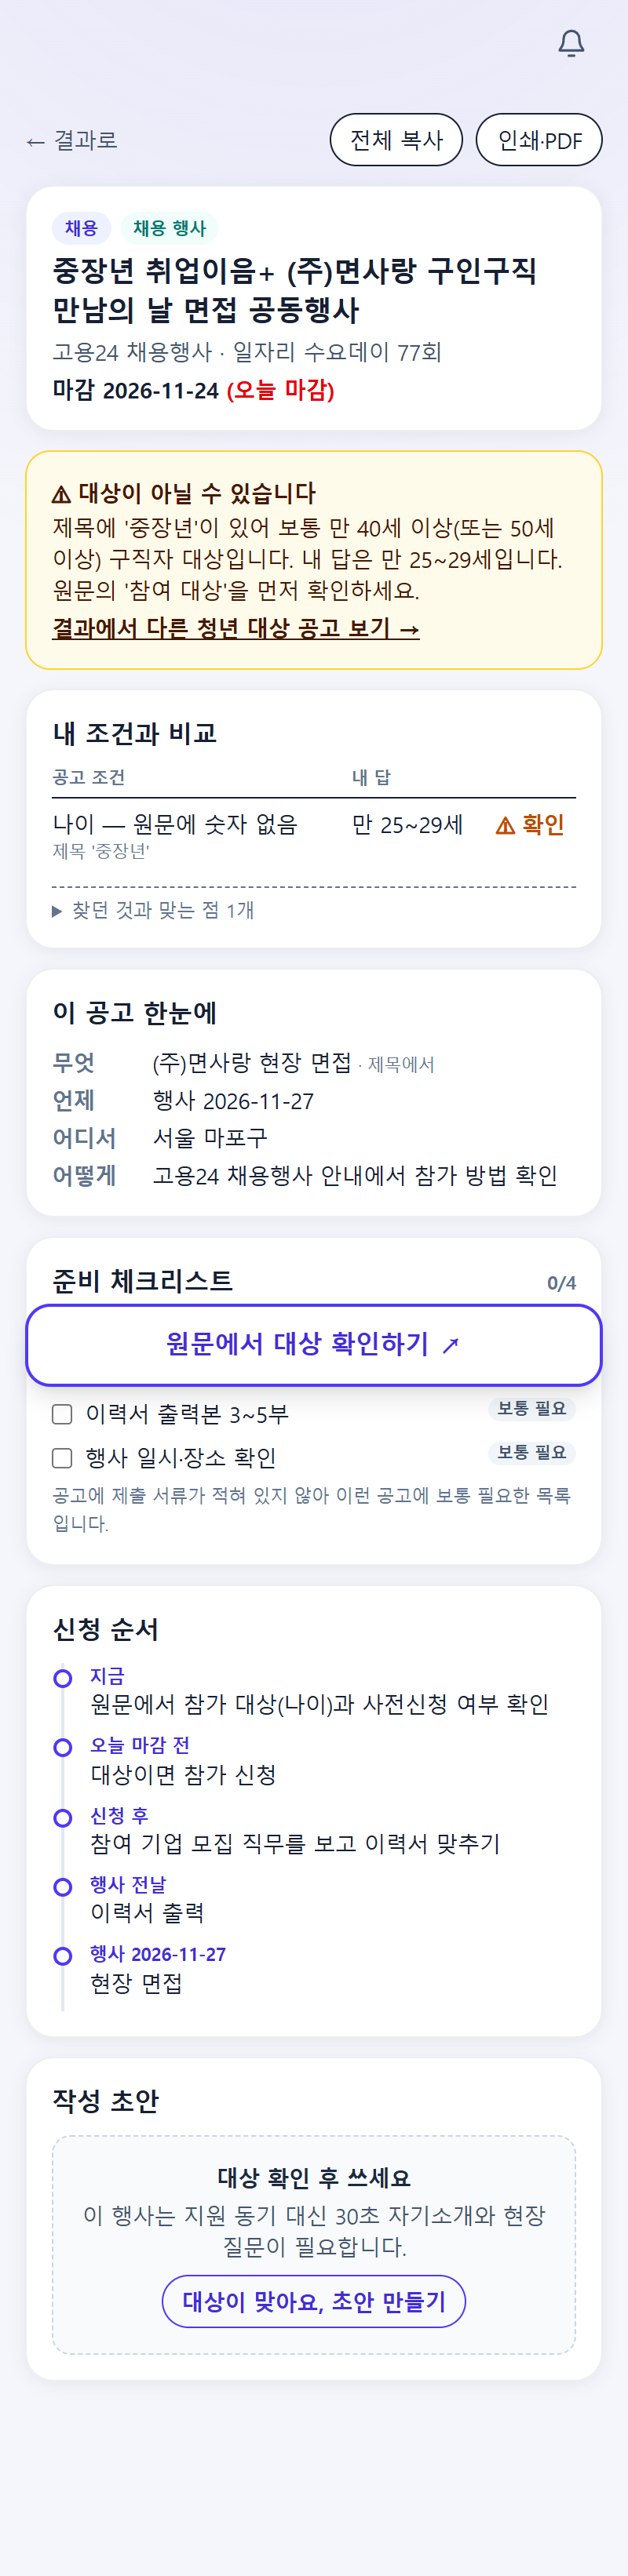 ← 결과로
전체 복사
인쇄·PDF
채용
채용 행사
중장년 취업이음+ (주)면사랑 구인구직
만남의 날 면접 공동행사
고용24 채용행사 · 일자리 수요데이 77회
마감 2026-11-24 (오늘 마감)
⚠ 대상이 아닐 수 있습니다
제목에 '중장년'이 있어 보통 만 40세 이상(또는 50세
이상) 구직자 대상입니다. 내 답은 만 25~29세입니다.
원문의 '참여 대상'을 먼저 확인하세요.
결과에서 다른 청년 대상 공고 보기 →
내 조건과 비교
공고 조건 내 답
나이 — 원문에 숫자 없음 만 25~29세 ⚠ 확인
제목 '중장년'
▶ 찾던 것과 맞는 점 1개
이 공고 한눈에
무엇 (주)면사랑 현장 면접 · 제목에서
언제 행사 2026-11-27
어디서 서울 마포구
어떻게 고용24 채용행사 안내에서 참가 방법 확인
준비 체크리스트 0/4
원문에서 대상 확인하기 ↗
이력서 출력본 3~5부 보통 필요
행사 일시·장소 확인 보통 필요
공고에 제출 서류가 적혀 있지 않아 이런 공고에 보통 필요한 목록
입니다.
신청 순서
지금
원문에서 참가 대상(나이)과 사전신청 여부 확인
오늘 마감 전
대상이면 참가 신청
신청 후
참여 기업 모집 직무를 보고 이력서 맞추기
행사 전날
이력서 출력
행사 2026-11-27
현장 면접
작성 초안
대상 확인 후 쓰세요
이 행사는 지원 동기 대신 30초 자기소개와 현장
질문이 필요합니다.
대상이 맞아요, 초안 만들기